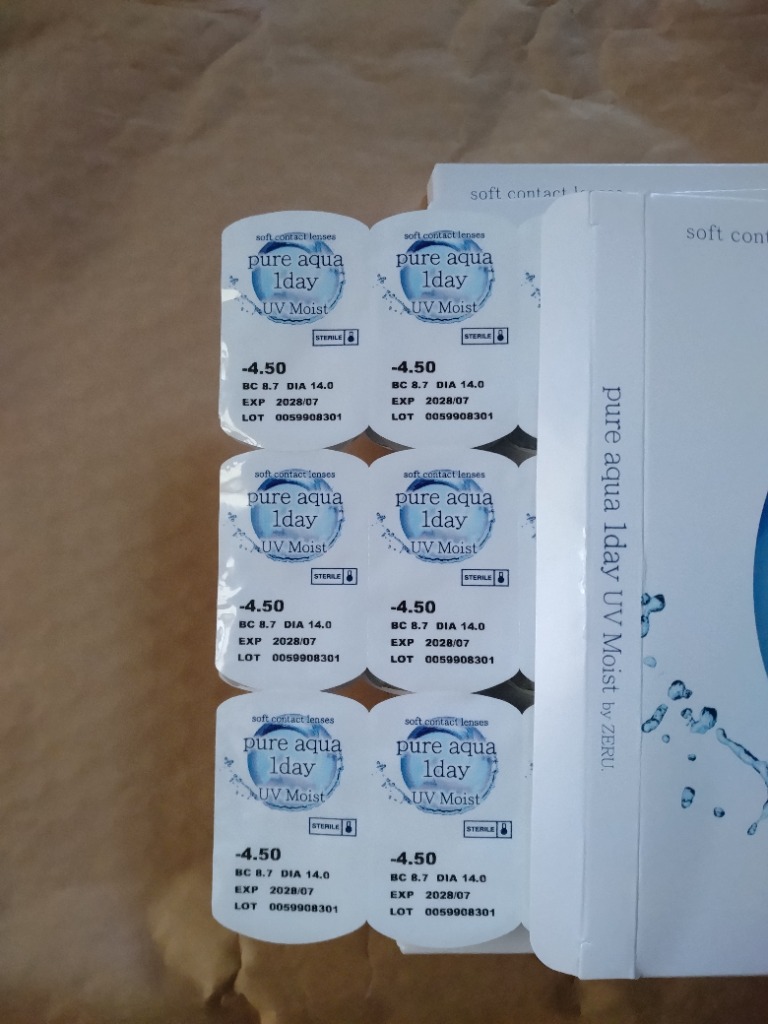 soft contact lenses
soft cont
soft contact lenses
pure aqua
1day
UV Moist
STERILE
-4.50
BC 8.7 DIA 14.0
EXP 2028/07
LOT 0059908301
soft contact lenses
pure aqua
1day
UV Moist
STERILE
-4.50
BC 8.7 DIA 14.0
EXP 2028/07
LOT 0059908301
soft contact lenses
pure aqua
1day
UV Moist
STERILE
-4.50
BC 8.7 DIA 14.0
EXP 2028/07
LOT 0059908301
soft contact lenses
pure aqua
1day
UV Moist
STERILE
-4.50
BC 8.7 DIA 14.0
EXP 2028/07
LOT 0059908301
soft contact lenses
pure aqua
1day
UV Moist
STERILE
-4.50
BC 8.7 DIA 14.0
EXP 2028/07
LOT 0059908301
soft contact lenses
pure aqua
1day
UV Moist
STERILE
-4.50
BC 8.7 DIA 14.0
EXP 2028/07
LOT 0059908301
pure aqua 1day UV Moist by ZERU.